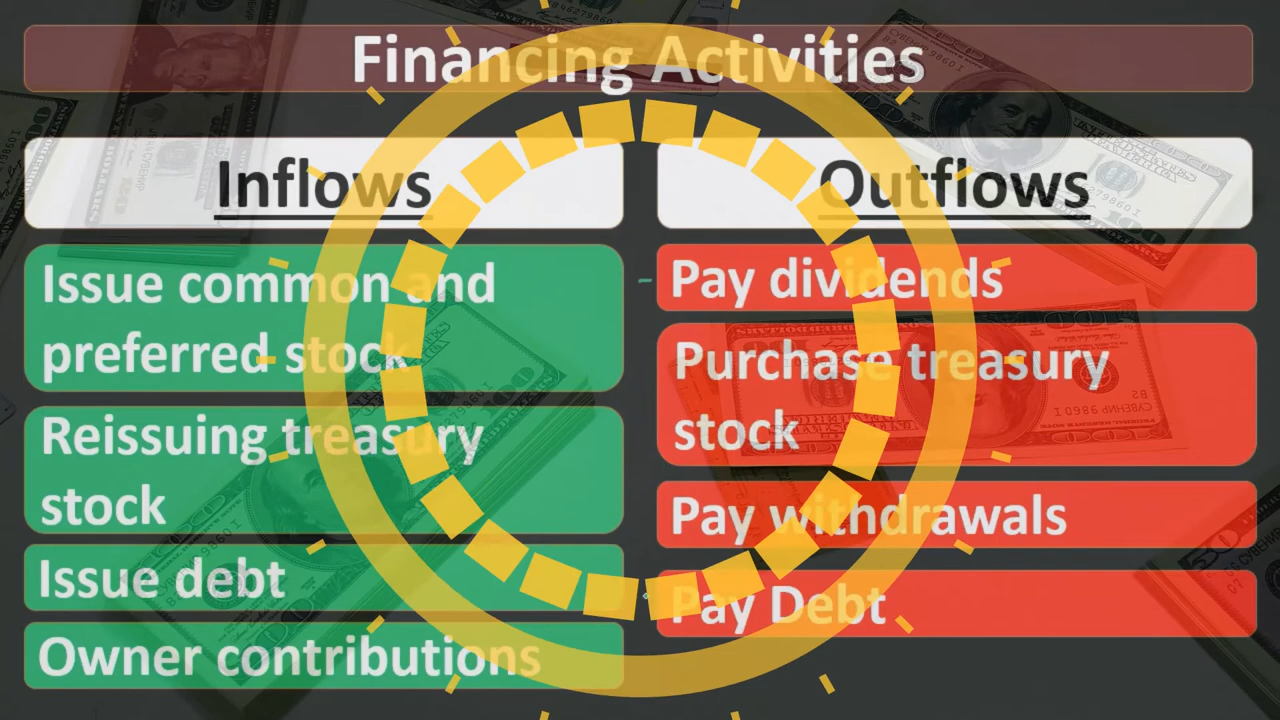 Financing Activities
Inflows
Issue common and
preferred stock
Reissuing treasury
stock
Issue debt
Owner contributions
Outflows
Pay dividends
Purchase treasury
stock
Pay withdrawals
Pay Debt